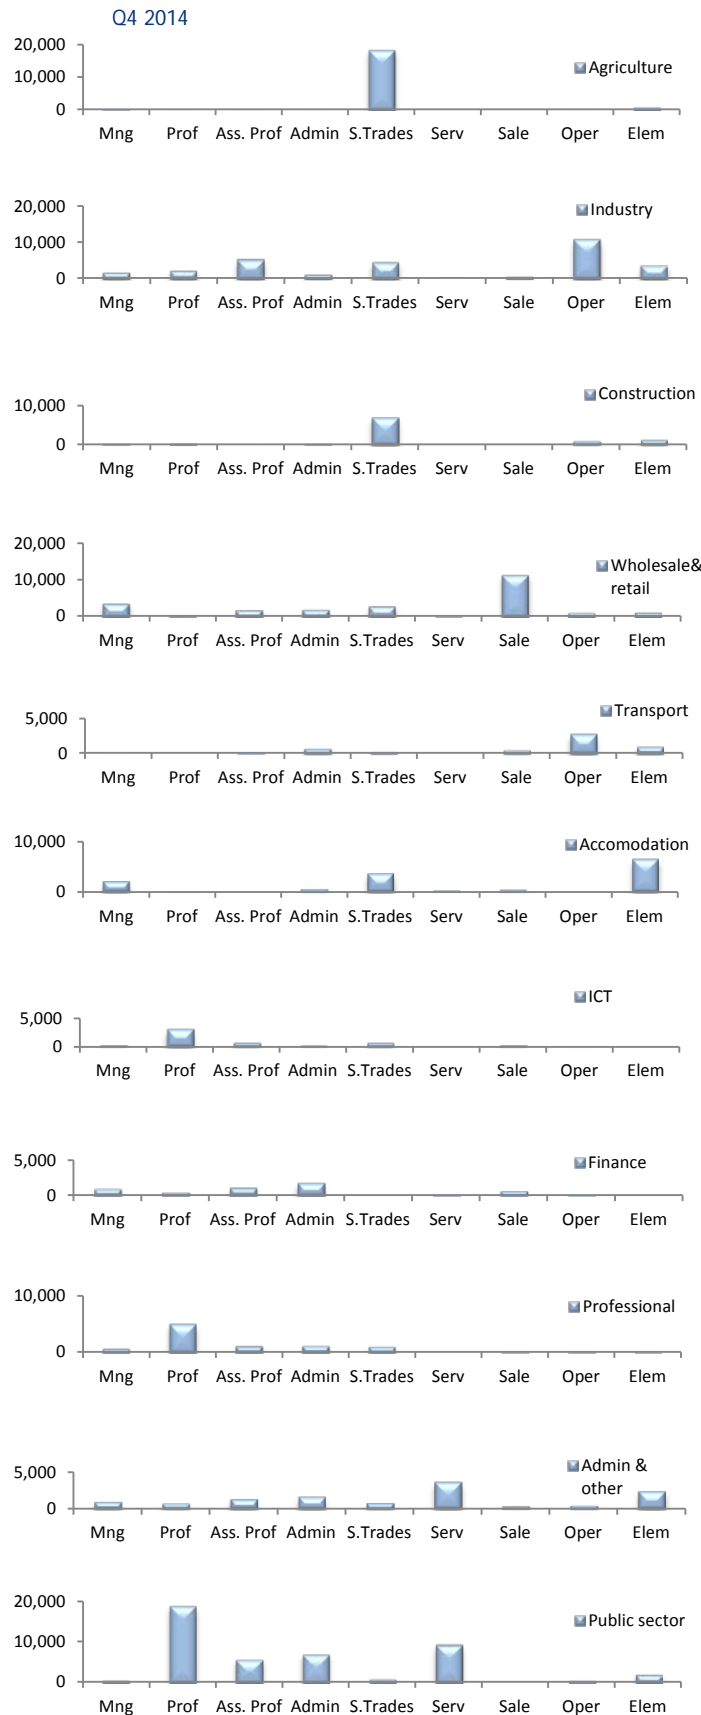 Q4 2014
20,000
10,000
0
Agriculture
Mng Prof Ass. Prof Admin S.Trades Serv Sale Oper Elem
20,000
10,000
0
Industry
Mng Prof Ass. Prof Admin S.Trades Serv Sale Oper Elem
10,000
0
Construction
Mng Prof Ass. Prof Admin S.Trades Serv Sale Oper Elem
20,000
10,000
0
Wholesale&
retail
Mng Prof Ass. Prof Admin S.Trades Serv Sale Oper Elem
5,000
0
Transport
Mng Prof Ass. Prof Admin S.Trades Serv Sale Oper Elem
10,000
0
Accomodation
Mng Prof Ass. Prof Admin S.Trades Serv Sale Oper Elem
5,000
0
ICT
Mng Prof Ass. Prof Admin S.Trades Serv Sale Oper Elem
5,000
0
Finance
Mng Prof Ass. Prof Admin S.Trades Serv Sale Oper Elem
10,000
0
Professional
Mng Prof Ass. Prof Admin S.Trades Serv Sale Oper Elem
5,000
0
Admin &
other
Mng Prof Ass. Prof Admin S.Trades Serv Sale Oper Elem
20,000
10,000
0
Public sector
Mng Prof Ass. Prof Admin S.Trades Serv Sale Oper Elem